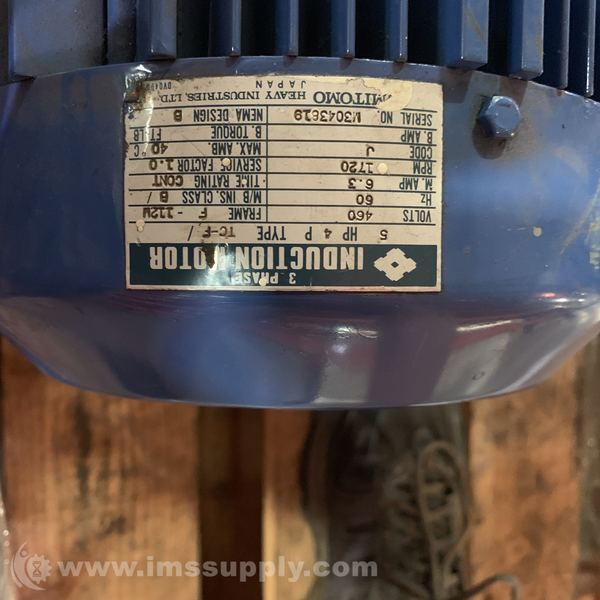 3 PHASE
INDUCTION MOTOR
5 HP 4 P TYPE TC-F/
VOLTS 460 FRAME F - 112M
Hz 60 M/B INS. CLASS / B
M. AMP 6.3 TIME RATING CONT
RPM 1720 SERVICE FACTOR 1.0
CODE J MAX. AMB. 40 °C
B. AMP B. TORQUE FT-LB
SERIAL NO. NEMA DESIGN B
HEAVY INDUSTRIES, LTD.
JAPAN
www.imssupply.com